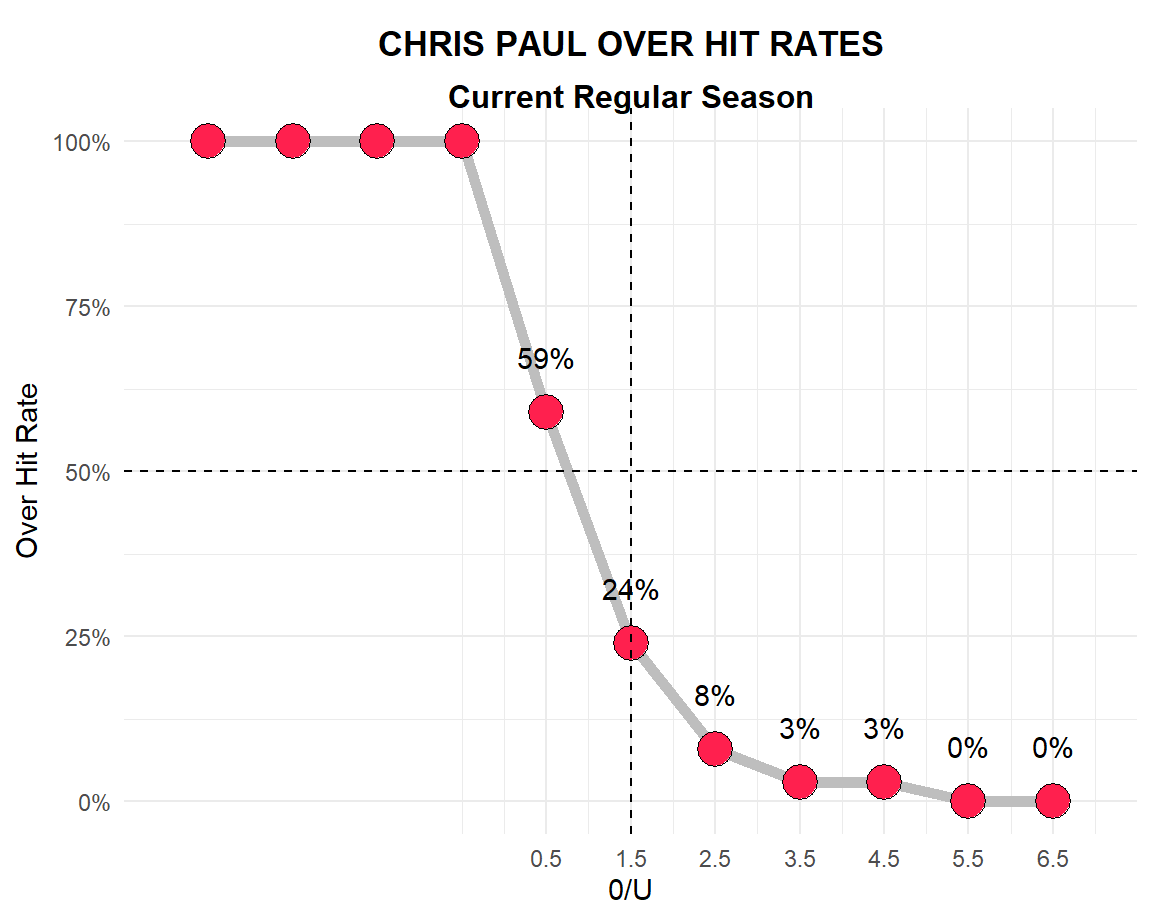 CHRIS PAUL OVER HIT RATES
Current Regular Season
100%
75%
50%
25%
0%
Over Hit Rate
59%
24%
8%
3%
3%
0%
0%
0.5 1.5 2.5 3.5 4.5 5.5 6.5
0/U